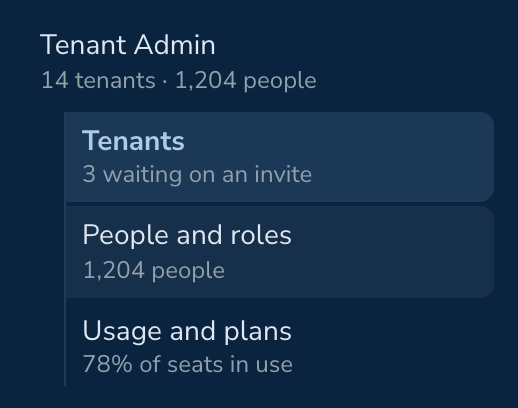 Tenant Admin
14 tenants · 1,204 people
Tenants
3 waiting on an invite
People and roles
1,204 people
Usage and plans
78% of seats in use